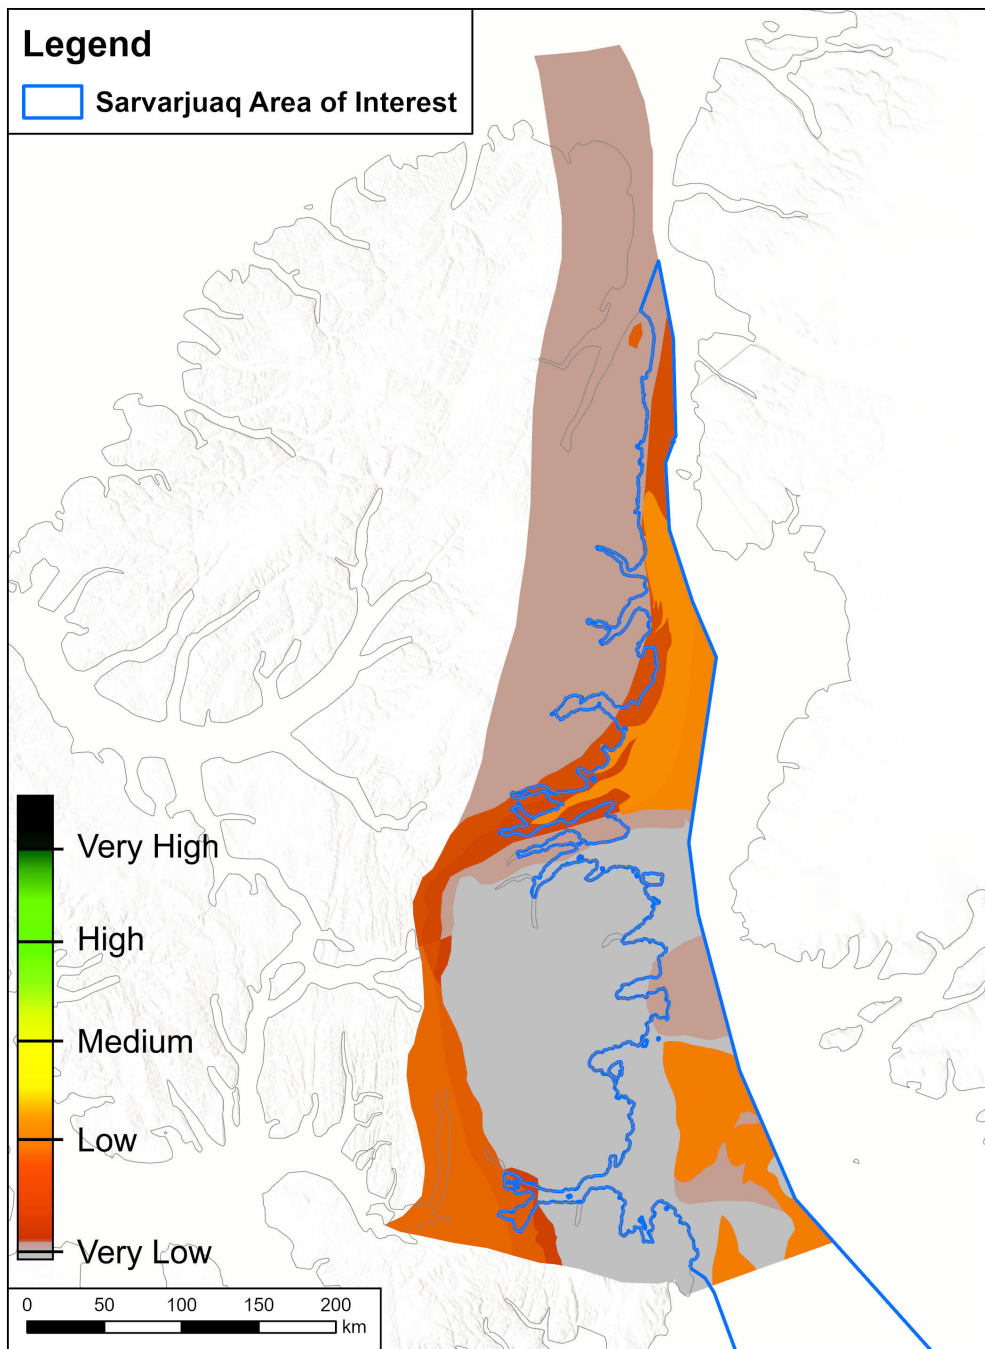 Legend
Sarvarjuaq Area of Interest
Very High
High
Medium
Low
Very Low
0 50 100 150 200
km